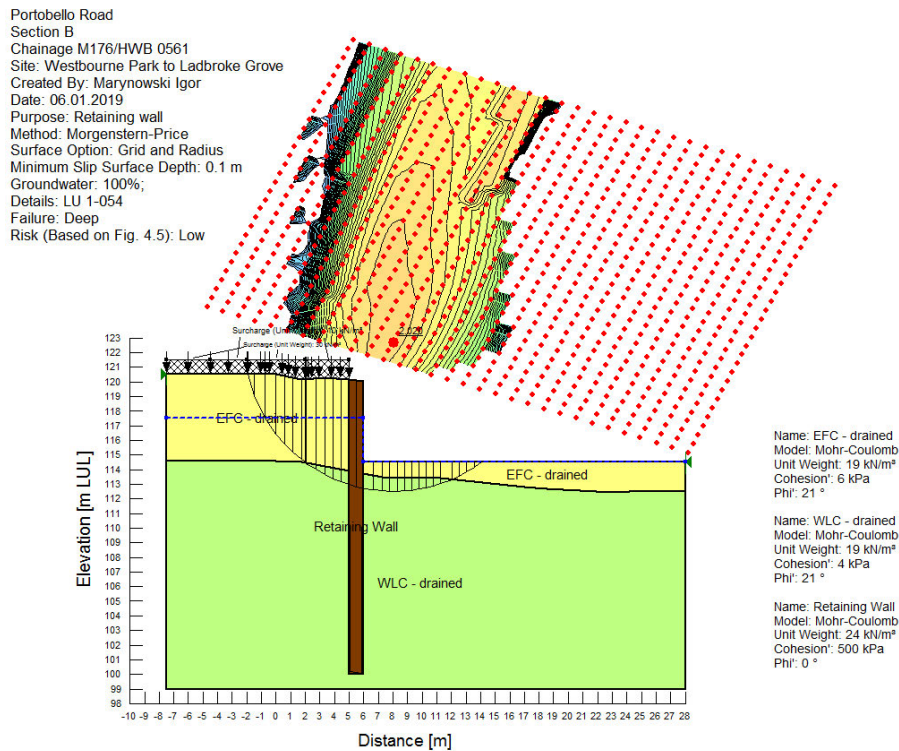 Portobello Road
Section B
Chainage M176/HWB 0561
Site: Westbourne Park to Ladbroke Grove
Created By: Marynowski Igor
Date: 06.01.2019
Purpose: Retaining wall
Method: Morgenstern-Price
Surface Option: Grid and Radius
Minimum Slip Surface Depth: 0.1 m
Groundwater: 100%;
Details: LU 1-054
Failure: Deep
Risk (Based on Fig. 4.5): Low
2.020
Surcharge (Unit
Surcharge (Unit Weight): 30 kN/m³
EFC - drained
EFC - drained
Retaining Wall
WLC - drained
Name: EFC - drained
Model: Mohr-Coulomb
Unit Weight: 19 kN/m³
Cohesion': 6 kPa
Phi': 21 °
Name: WLC - drained
Model: Mohr-Coulomb
Unit Weight: 19 kN/m³
Cohesion': 4 kPa
Phi': 21 °
Name: Retaining Wall
Model: Mohr-Coulomb
Unit Weight: 24 kN/m³
Cohesion': 500 kPa
Phi': 0 °
Elevation [m LUL]
123
122
121
120
119
118
117
116
115
114
113
112
111
110
109
108
107
106
105
104
103
102
101
100
99
98
-10 -9 -8 -7 -6 -5 -4 -3 -2 -1 0 1 2 3 4 5 6 7 8 9 10 11 12 13 14 15 16 17 18 19 20 21 22 23 24 25 26 27 28
Distance [m]